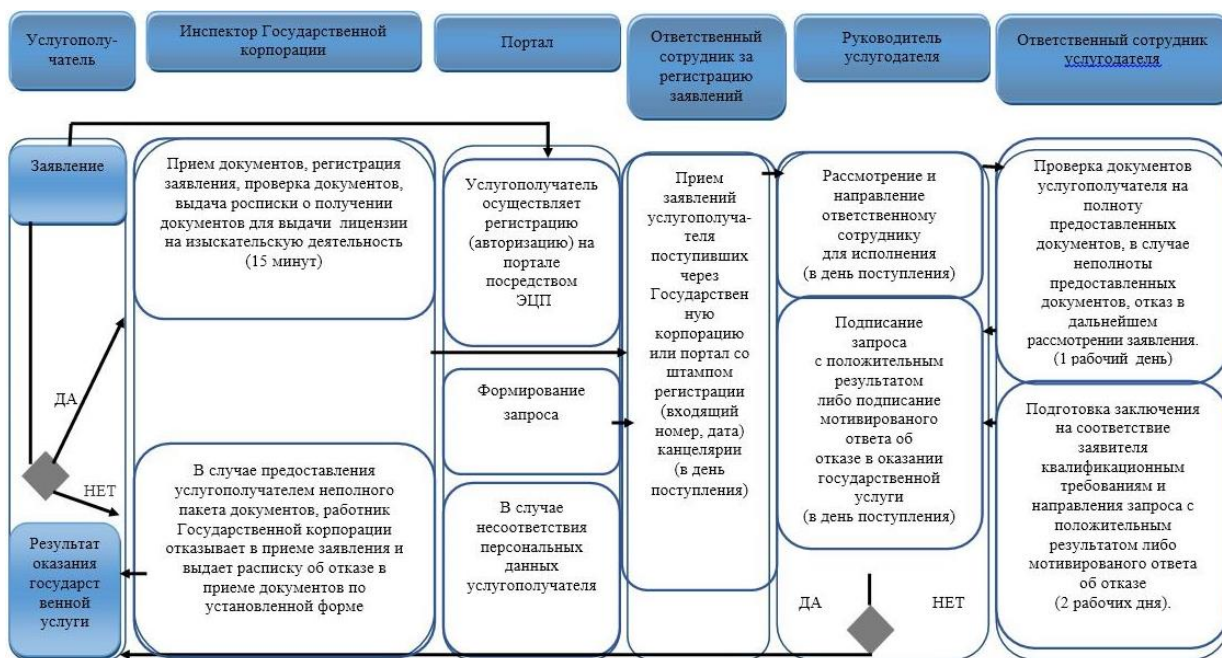 Услугополу-
чатель
Инспектор Государственной
корпорации
Портал
Ответственный
сотрудник за
регистрацию
заявлений
Руководитель
услугодателя
Ответственный сотрудник
услугодателя
Заявление
ДА
НЕТ
Результат
оказания
государст
венной
услуги
Прием документов, регистрация
заявления, проверка документов,
выдача росписки о получении
документов для выдачи лицензии
на изыскательскую деятельность
(15 минут)
В случае предоставления
услугополучателем неполного
пакета документов, работник
Государственной корпорации
отказывает в приеме заявления и
выдает расписку об отказе в
приеме документов по
установленной форме
Услугополучатель
осуществляет
регистрацию
(авторизацию) на
портале
посредством
ЭЦП
Формирование
запроса
В случае
несоответствия
персональных
данных
услугополучателя
Прием
заявлений
услугополуча-
теля
поступивших
через
Государствен
ную
корпорацию
или портал со
штампом
регистрации
(входящий
номер, дата)
канцелярии
(в день
поступления)
Рассмотрение и
направление
ответственному
сотруднику
для исполнения
(в день поступления)
Подписание
запроса
с положительным
результатом
либо подписание
мотивированого
ответа об
отказе в оказании
государственной
услуги
(в день поступления)
ДА
НЕТ
Проверка документов
услугополучателя на
полноту
предоставленных
документов, в случае
неполноты
предоставленных
документов, отказ в
дальнейшем
рассмотрении заявления.
(1 рабочий день)
Подготовка заключения
на соответствие
заявителя
квалификационным
требованиям и
направления запроса с
положительным
результатом либо
мотивированого ответа
об отказе
(2 рабочих дня).